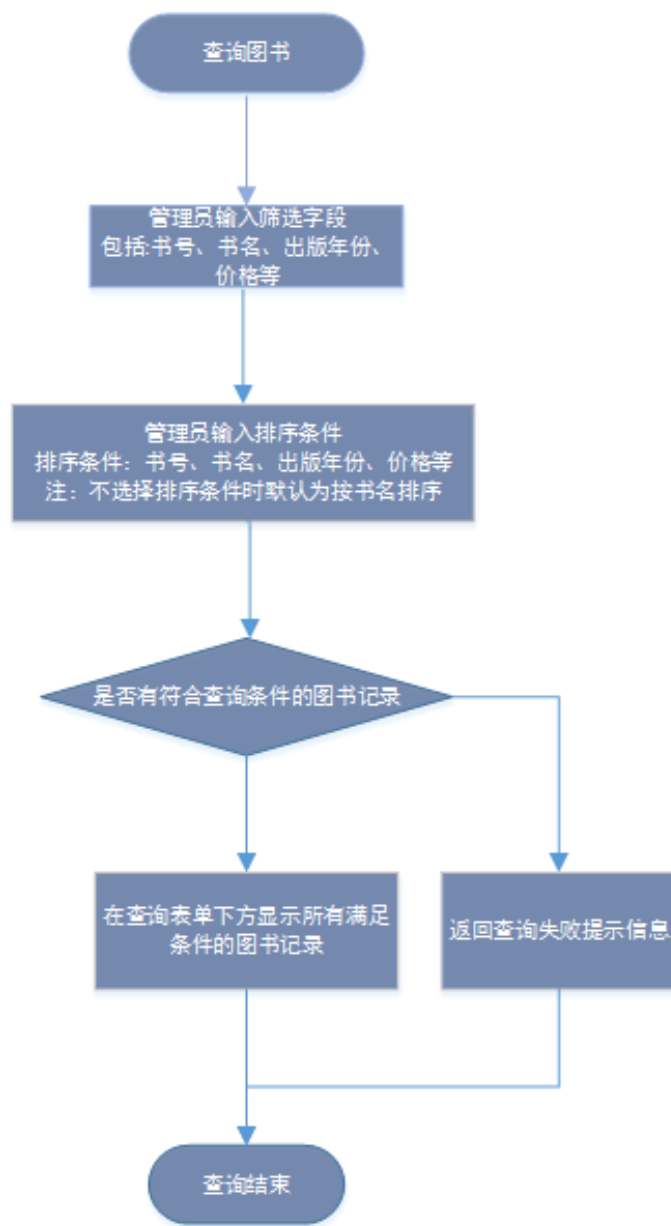 查询图书
管理员输入筛选字段
包括:书号、书名、出版年份、
价格等
管理员输入排序条件
排序条件：书号、书名、出版年份、价格等
注：不选择排序条件时默认为按书名排序
是否有符合查询条件的图书记录
在查询表单下方显示所有满足
条件的图书记录
返回查询失败提示信息
查询结束